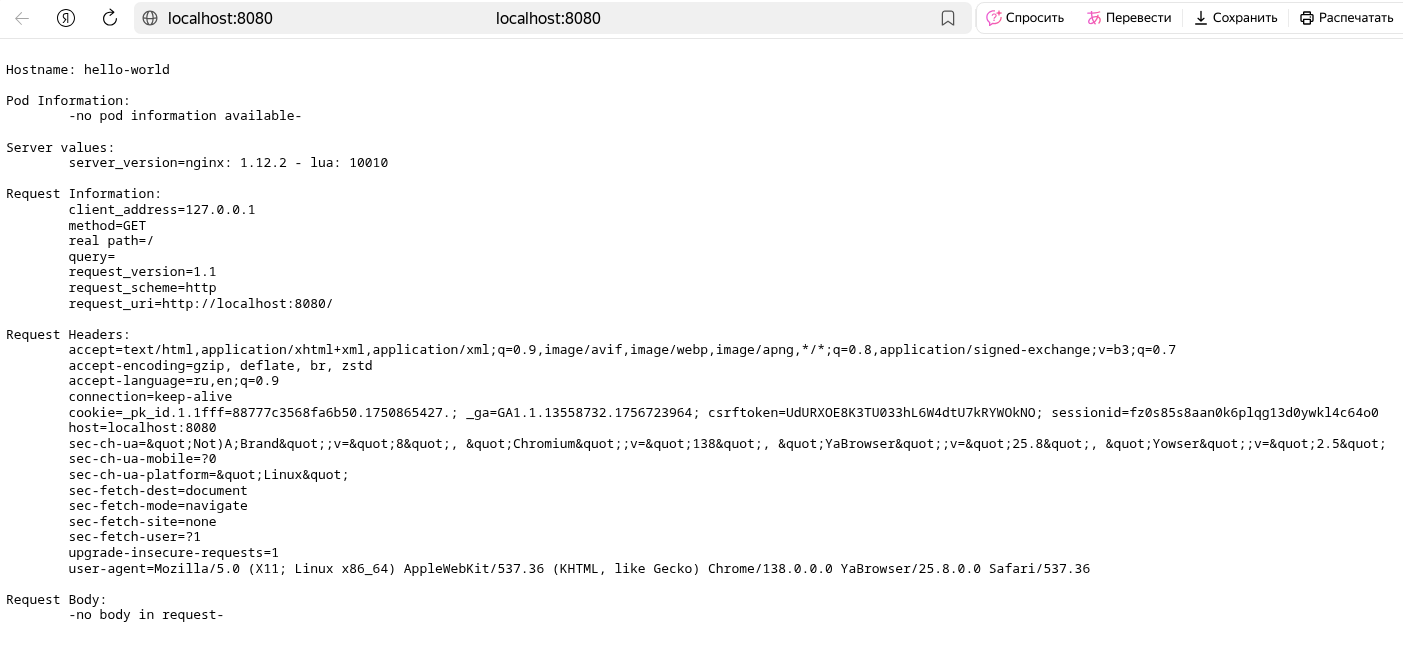 localhost:8080 localhost:8080 Спросить Перевести Сохранить Распечатать
Hostname: hello-world
Pod Information:
-no pod information available-
Server values:
server_version=nginx: 1.12.2 - lua: 10010
Request Information:
client_address=127.0.0.1
method=GET
real path=/
query=
request_version=1.1
request_scheme=http
request_uri=http://localhost:8080/
Request Headers:
accept=text/html,application/xhtml+xml,application/xml;q=0.9,image/avif,image/webp,image/apng,*/*;q=0.8,application/signed-exchange;v=b3;q=0.7
accept-encoding=gzip, deflate, br, zstd
accept-language=ru,en;q=0.9
connection=keep-alive
cookie=_pk_id.1.1fff=88777c3568fa6b50.1750865427.; _ga=GA1.1.13558732.1756723964; csrftoken=UdURXOE8K3TU033hL6W4dtU7kRYWOkNO; sessionid=fz0s85s8aan0k6plqg13d0ywkl4c64o0
host=localhost:8080
sec-ch-ua=&quot;Not)A;Brand&quot;;v=&quot;8&quot;, &quot;Chromium&quot;;v=&quot;138&quot;, &quot;YaBrowser&quot;;v=&quot;25.8&quot;, &quot;Yowser&quot;;v=&quot;2.5&quot;
sec-ch-ua-mobile=?0
sec-ch-ua-platform=&quot;Linux&quot;
sec-fetch-dest=document
sec-fetch-mode=navigate
sec-fetch-site=none
sec-fetch-user=?1
upgrade-insecure-requests=1
user-agent=Mozilla/5.0 (X11; Linux x86_64) AppleWebKit/537.36 (KHTML, like Gecko) Chrome/138.0.0.0 YaBrowser/25.8.0.0 Safari/537.36
Request Body:
-no body in request-